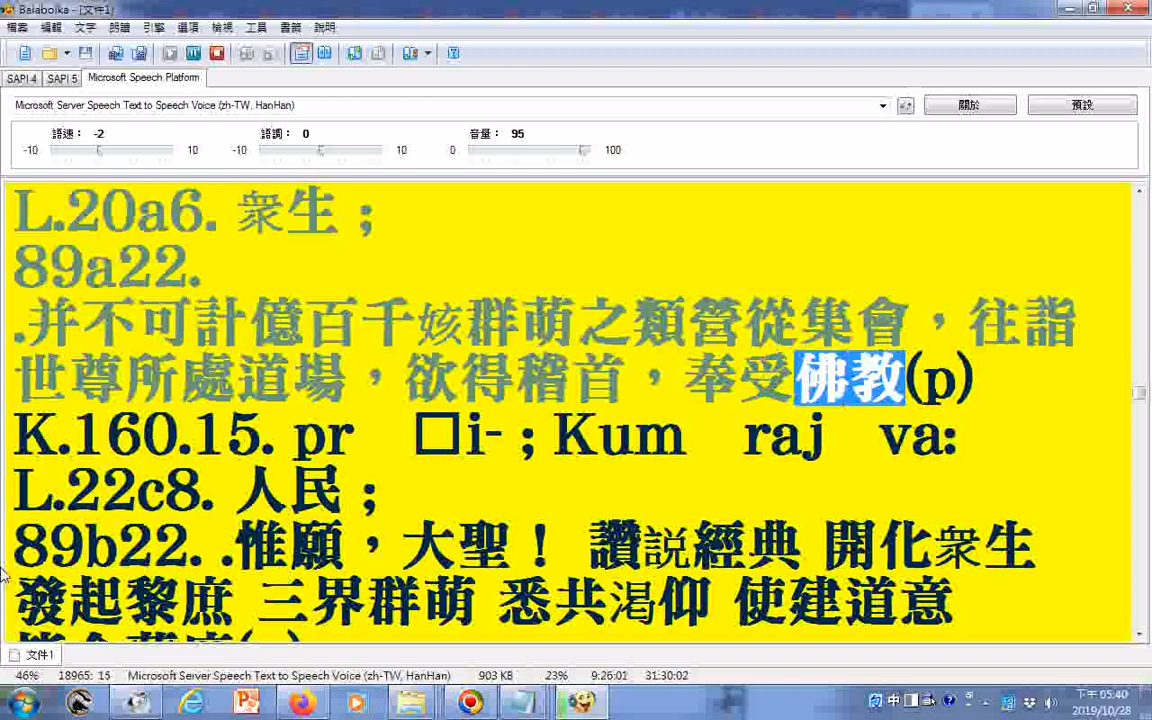 Balabolka - [文件1]
檔案 編輯 文字 朗讀 引擎 選項 檢視 工具 書籤 說明
SAPI 4 SAPI 5 Microsoft Speech Platform
Microsoft Server Speech Text to Speech Voice (zh-TW, HanHan) 關於 預設
語速： -2 語調： 0 音量： 95
-10 10 -10 10 0 100
L.20a6. 衆生；
89a22.
.并不可計億百千姟群萌之類營從集會，往詣
世尊所處道場，欲得稽首，奉受佛教(p)
K.160.15. pr □i- ; Kum raj va:
L.22c8. 人民；
89b22. .惟願，大聖！ 讚説經典 開化衆生
發起黎庶 三界群萌 悉共渴仰 使建道意
文件1
46% 18965: 15 Microsoft Server Speech Text to Speech Voice (zh-TW, HanHan) 903 KB 23% 9:26:01 31:30:02
中
下午 05:40
2019/10/28